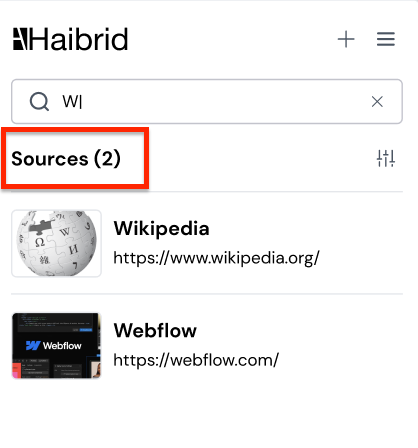 Haibrid
W
Sources (2)
Wikipedia
https://www.wikipedia.org/
Ω
W
И
Webflow
https://webflow.com/
Webflow